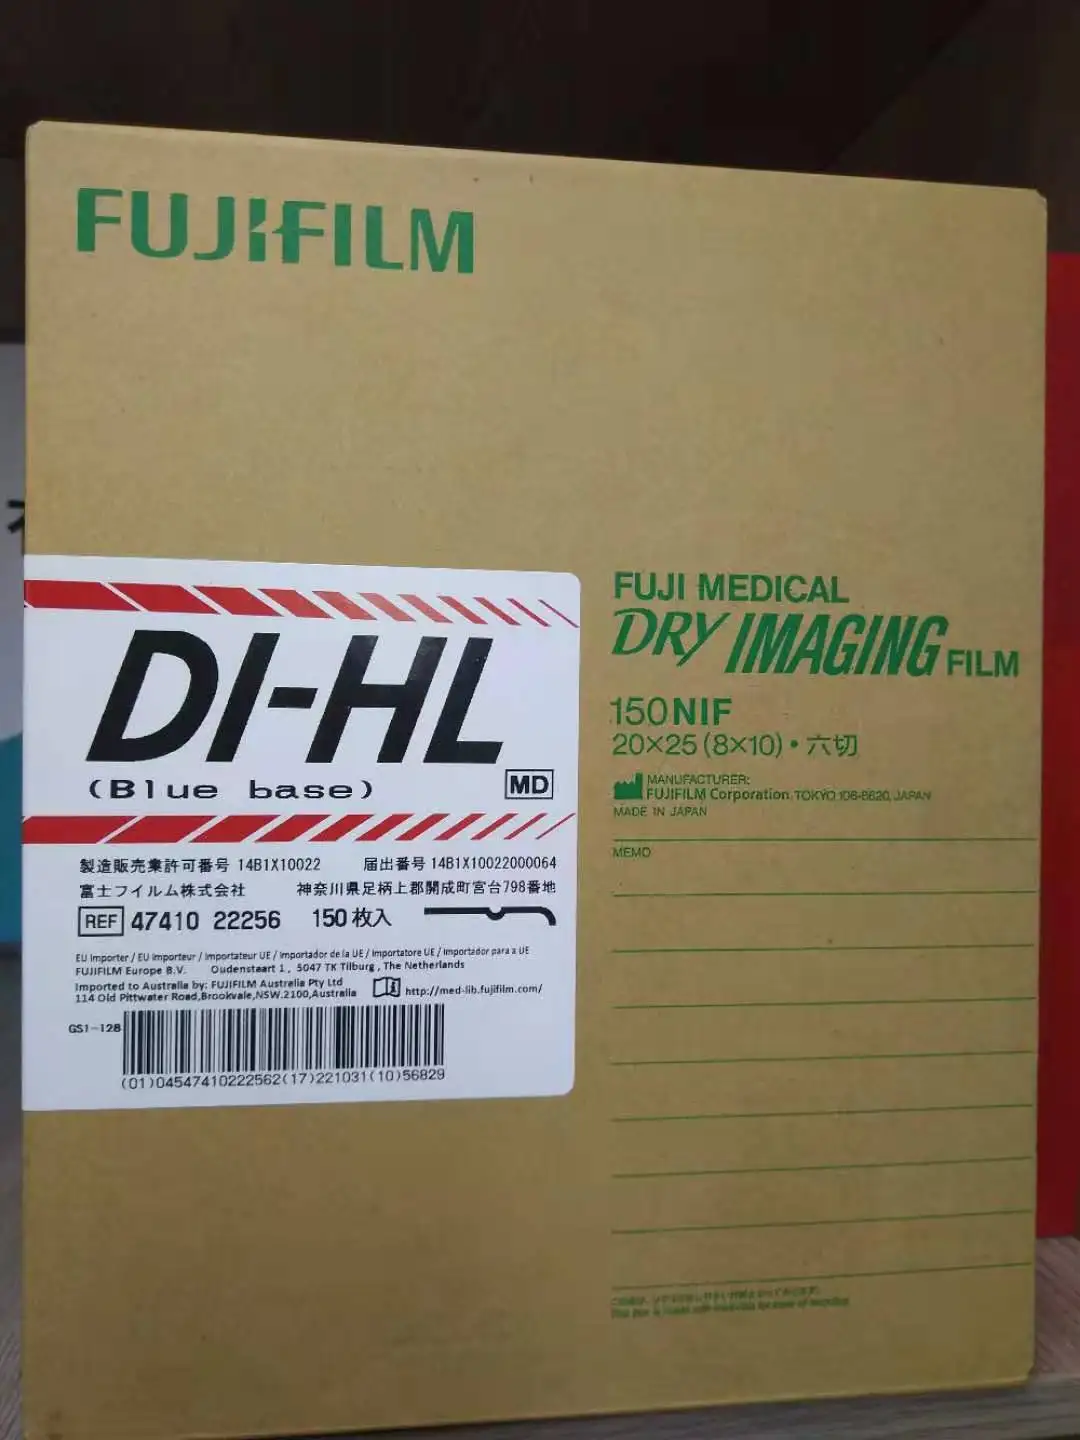 FUJIFILM
DI-HL
(Blue base)
MD
製造販売業許可番号 14B1X10022 届出番号 14B1X10022000064
富士フイルム株式会社 神奈川県足柄上郡開成町宮台798番地
REF 47410 22256 150 枚入
EU Importer / EU Importeur / Importateur UE / Importador de la UE / Importatore UE / Importador para a UE
FUJIFILM Europe B.V. Oudenstaart 1 , 5047 TK Tilburg , The Netherlands
Imported to Australia by: FUJIFILM Australia Pty Ltd
114 Old Pittwater Road,Brookvale,NSW.2100,Australia
http://med-lib.fujifilm.com/
GS1-128
(01)04547410222562(17)221031(10)56829
FUJI MEDICAL
DRY IMAGING FILM
150NIF
20×25 (8×10) • 六切
MANUFACTURER:
FUJIFILM Corporation. TOKYO 106-8620, JAPAN
MADE IN JAPAN
MEMO